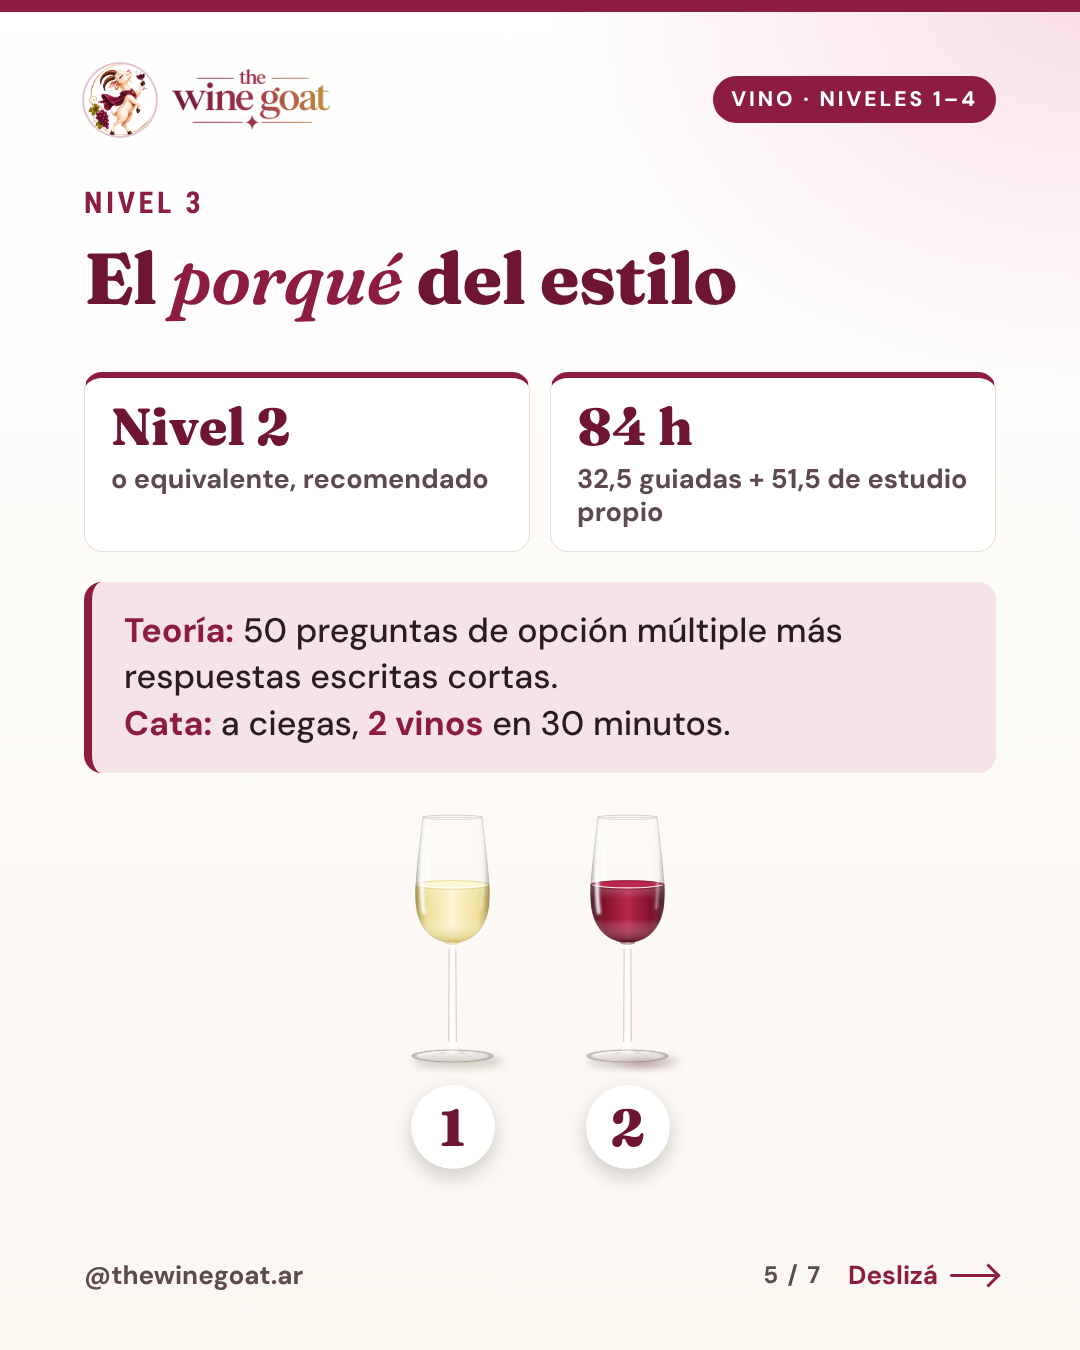 the
wine goat
VINO · NIVELES 1–4
NIVEL 3
El porqué del estilo
Nivel 2
o equivalente, recomendado
84 h
32,5 guiadas + 51,5 de estudio
propio
Teoría: 50 preguntas de opción múltiple más
respuestas escritas cortas.
Cata: a ciegas, 2 vinos en 30 minutos.
1
2
@thewinegoat.ar
5 / 7
Deslizá